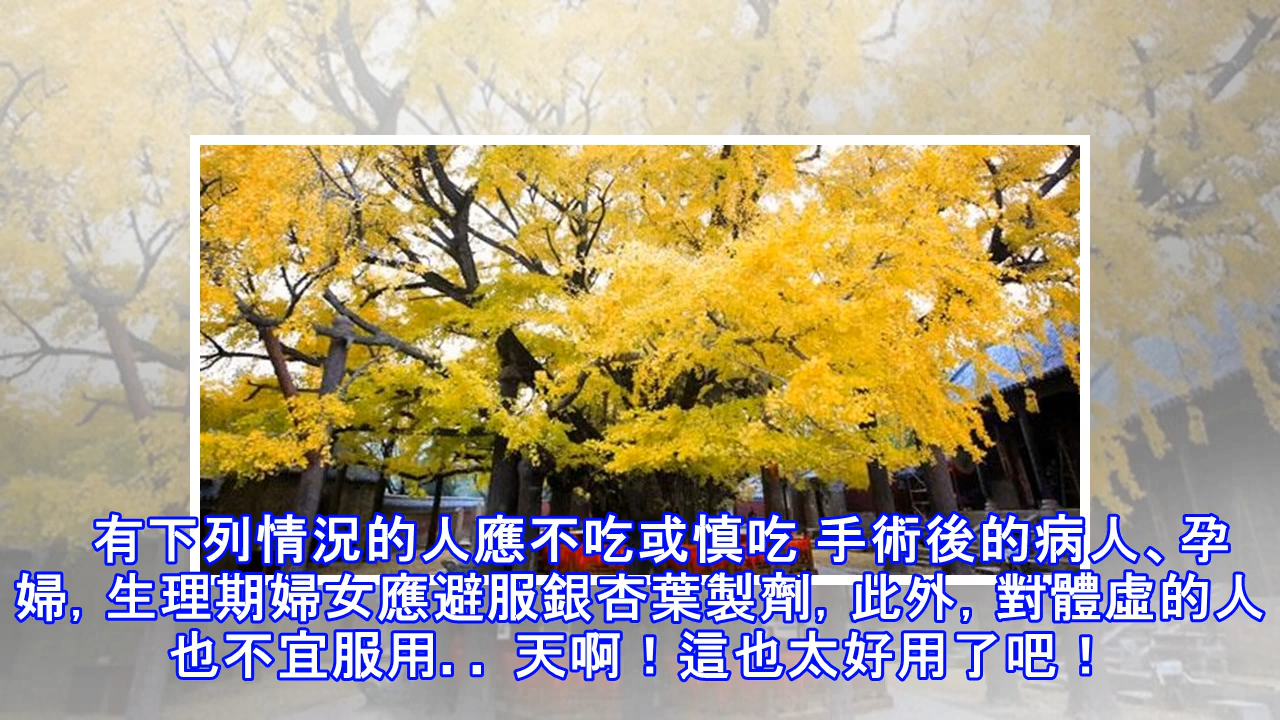 有下列情況的人應不吃或慎吃 手術後的病人、孕
婦, 生理期婦女應避服銀杏葉製劑, 此外, 對體虛的人
也不宜服用.. 天啊！這也太好用了吧！